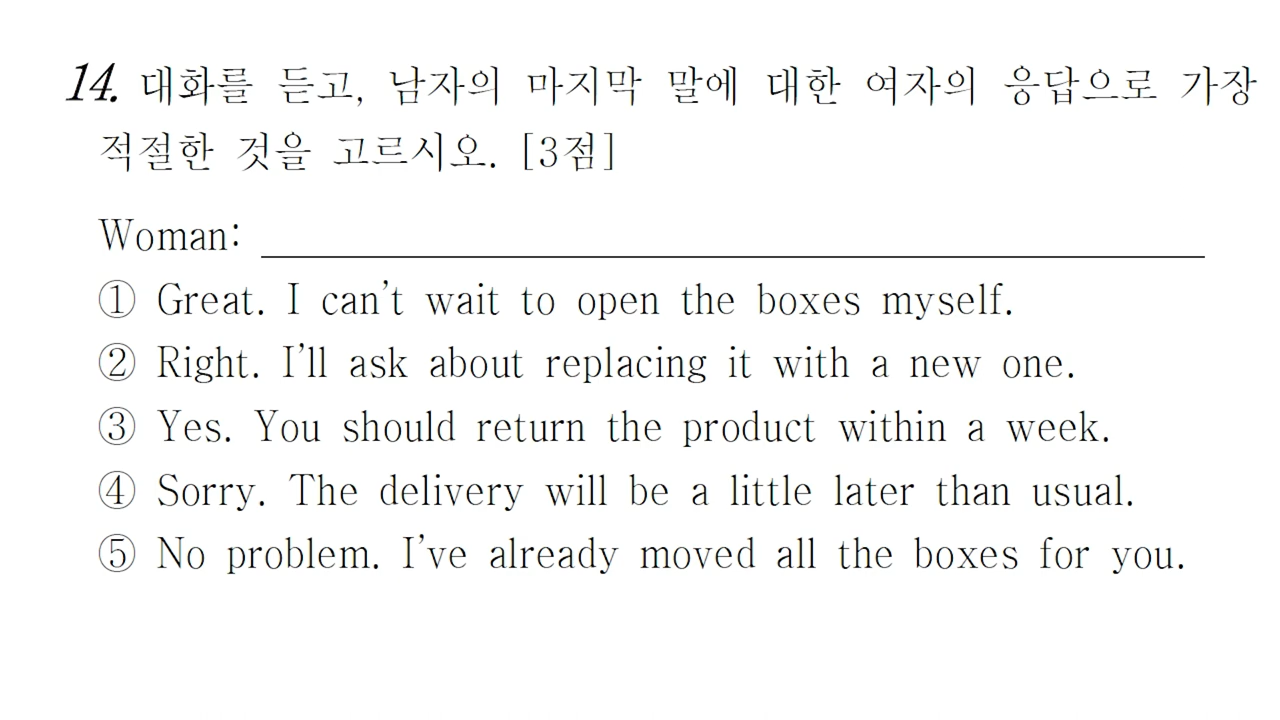 14. 대화를 듣고, 남자의 마지막 말에 대한 여자의 응답으로 가장
적절한 것을 고르시오. [3점]
Woman:
① Great. I can't wait to open the boxes myself.
② Right. I'll ask about replacing it with a new one.
③ Yes. You should return the product within a week.
④ Sorry. The delivery will be a little later than usual.
⑤ No problem. I've already moved all the boxes for you.